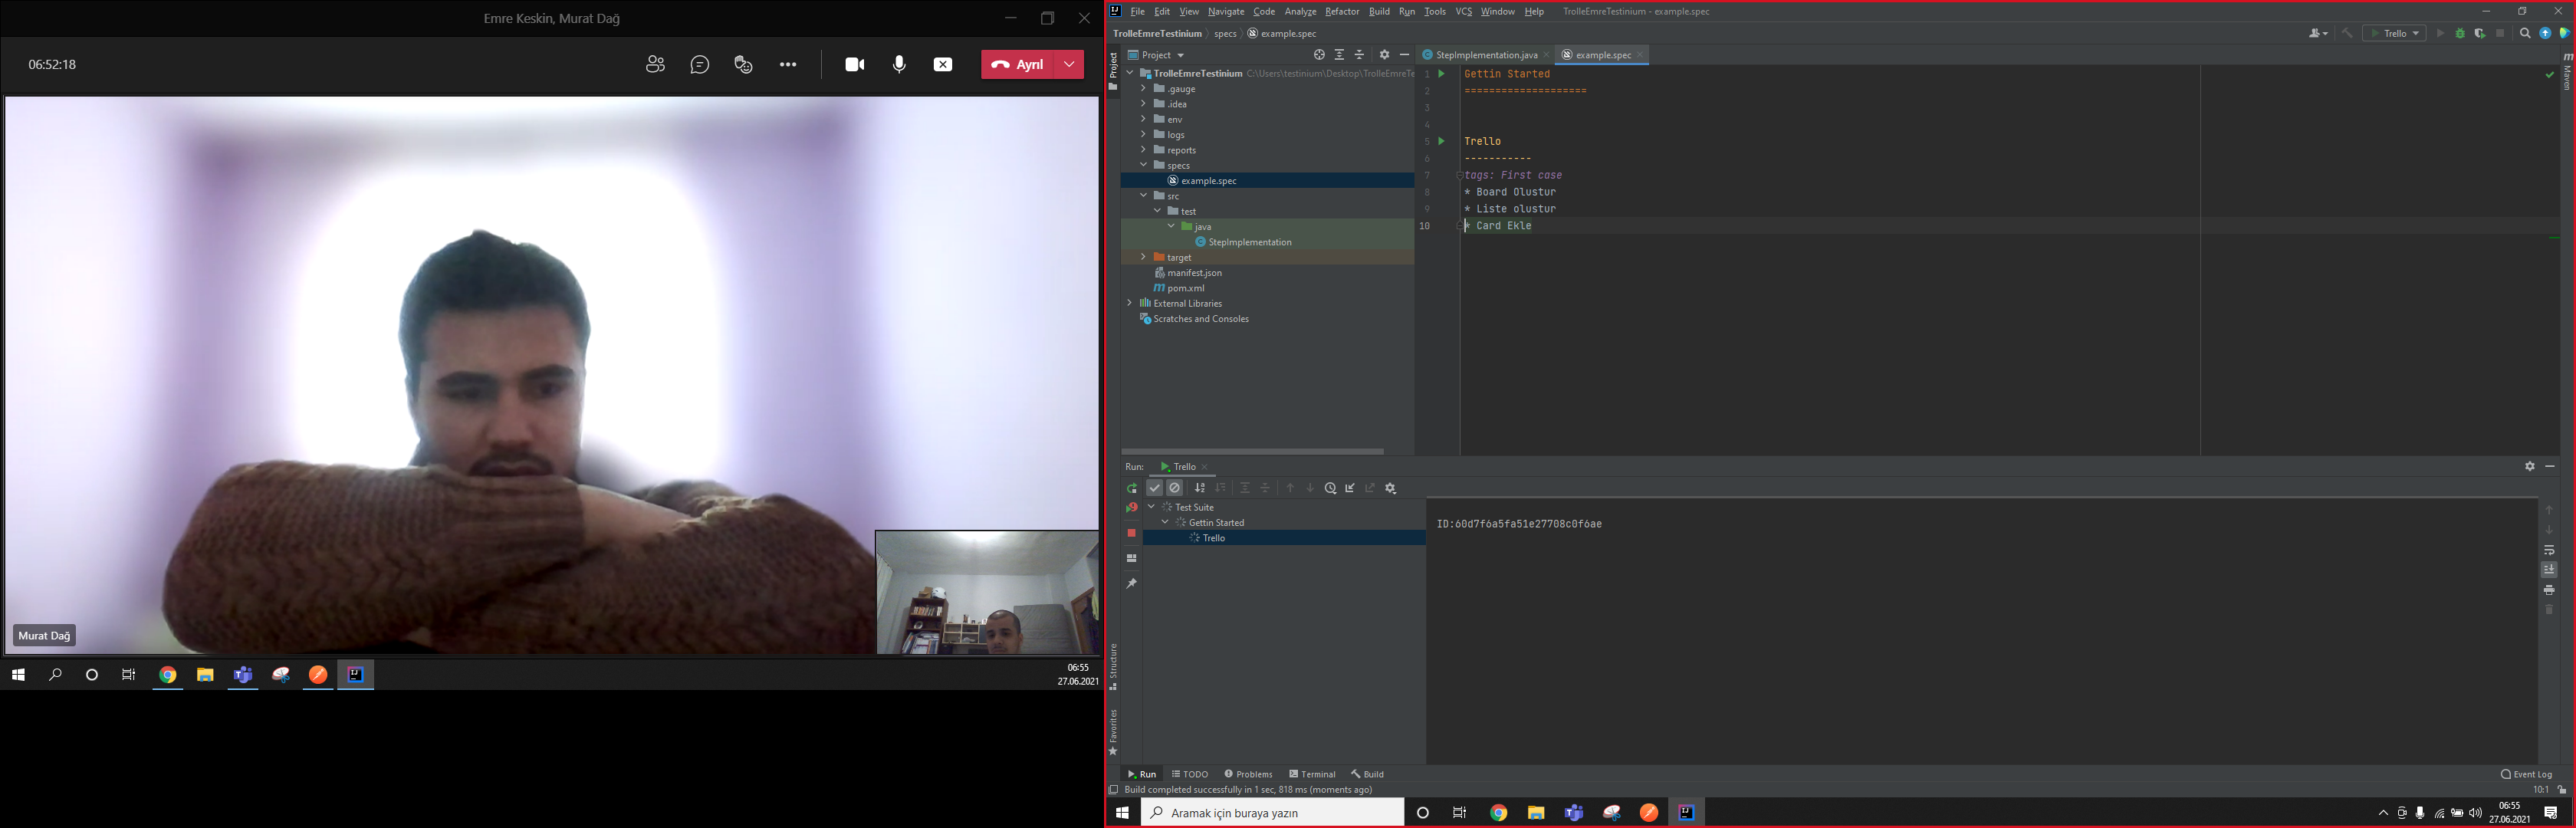 Emre Keskin, Murat Dağ
06:52:18
Ayrıl
Murat Dağ
06:55
27.06.2021
File Edit View Navigate Code Analyze Refactor Build Run Tools VCS Window Help TrolleEmreTestinium - example.spec
TrolleEmreTestinium specs example.spec
Trello
Project
Project
StepImplementation.java
example.spec
Maven
TrolleEmreTestinium C:\Users\testinium\Desktop\TrolleEmreTe
.gauge
.idea
env
logs
reports
specs
example.spec
src
test
java
StepImplementation
target
manifest.json
pom.xml
External Libraries
Scratches and Consoles
1 Gettin Started
2 ====================
3
4
5 Trello
6 -----------
7 tags: First case
8 * Board Olustur
9 * Liste olustur
10 * Card Ekle
Run: Trello
Test Suite
Gettin Started
Trello
ID:60d7f6a5fa51e27708c0f6ae
Structure
Favorites
Run TODO Problems Terminal Build
Event Log
Build completed successfully in 1 sec, 818 ms (moments ago)
10:1
Aramak için buraya yazın
06:55
27.06.2021